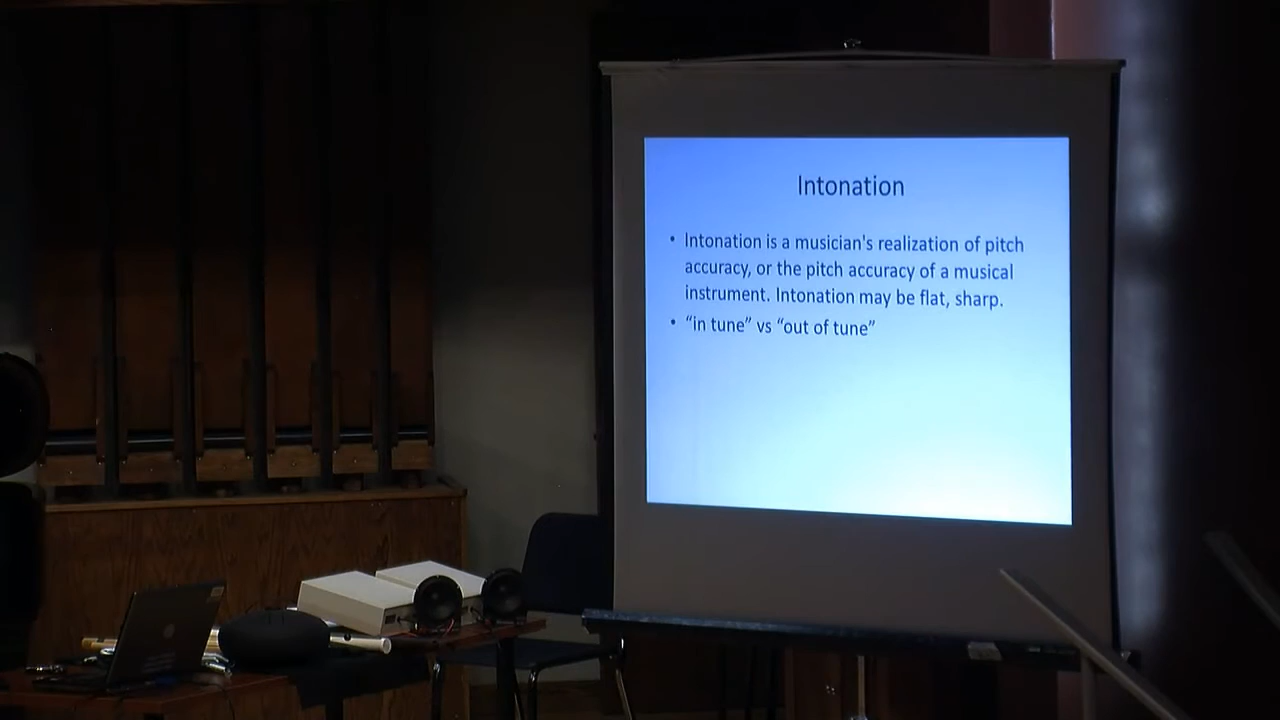 Intonation
• Intonation is a musician's realization of pitch
accuracy, or the pitch accuracy of a musical
instrument. Intonation may be flat, sharp.
• “in tune” vs “out of tune”